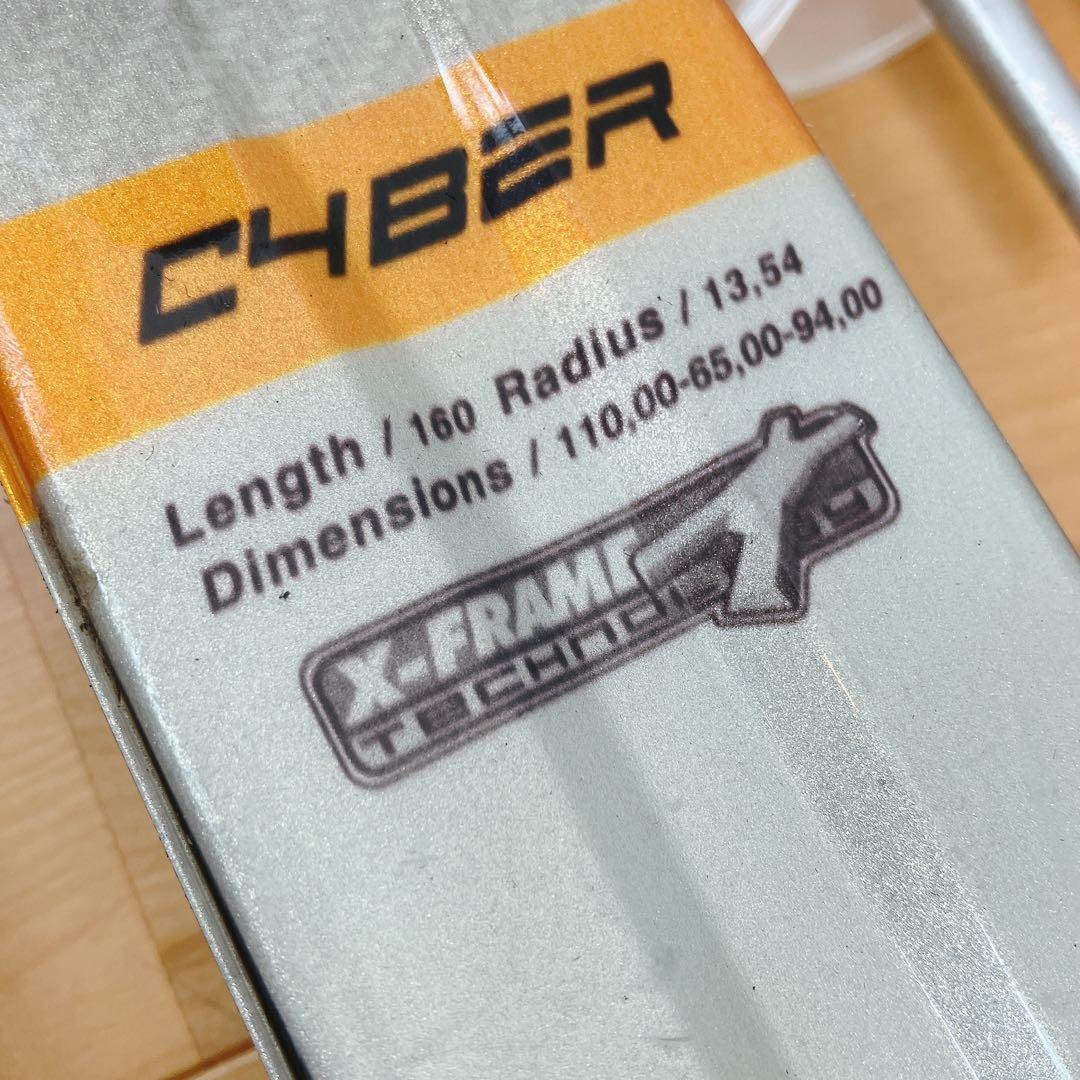 CYBER
Length / 160 Radius / 13,54
Dimensions / 110,00-65,00-94,00
X-FRAME